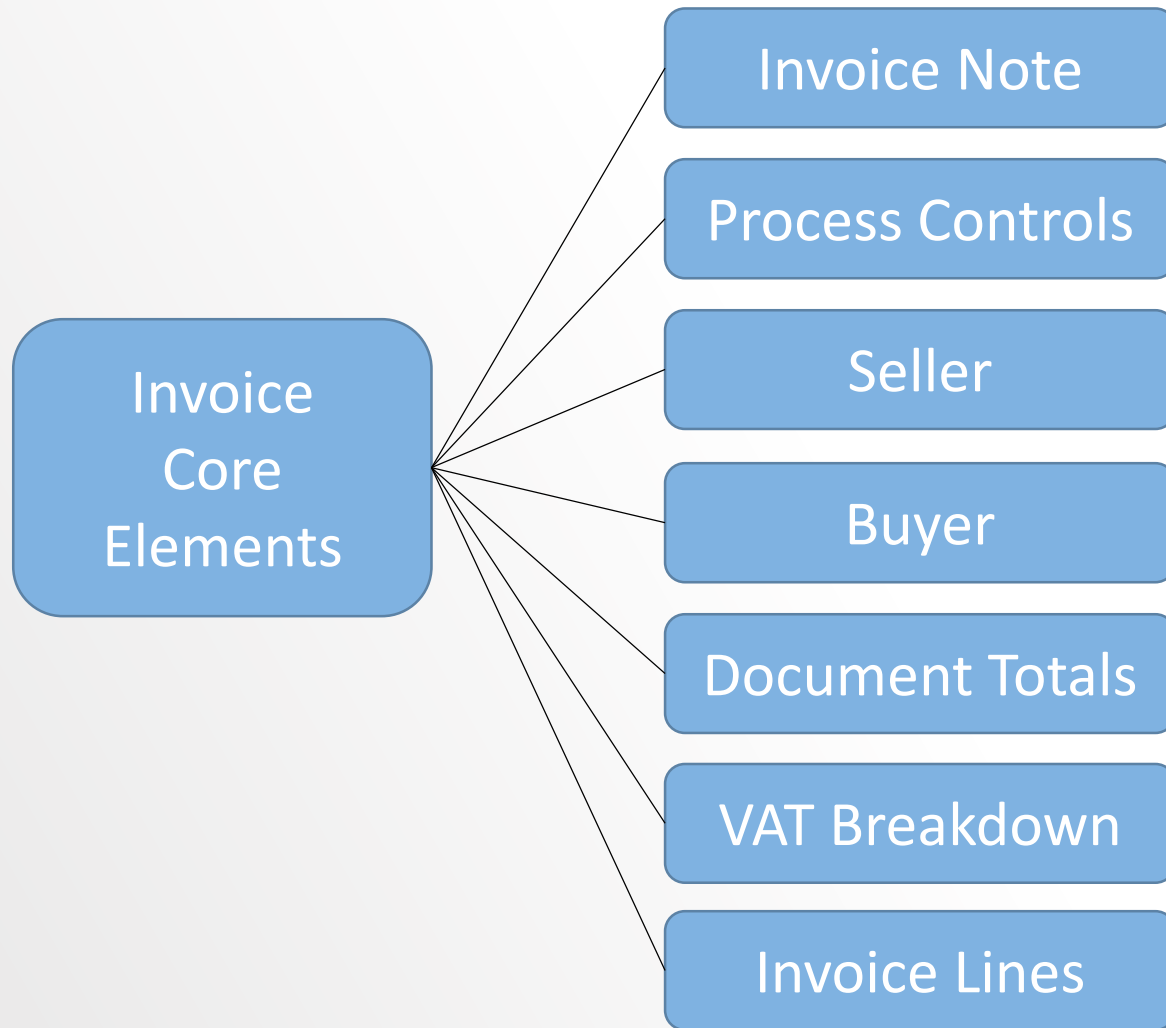 Invoice
Core
Elements
Invoice Note
Process Controls
Seller
Buyer
Document Totals
VAT Breakdown
Invoice Lines